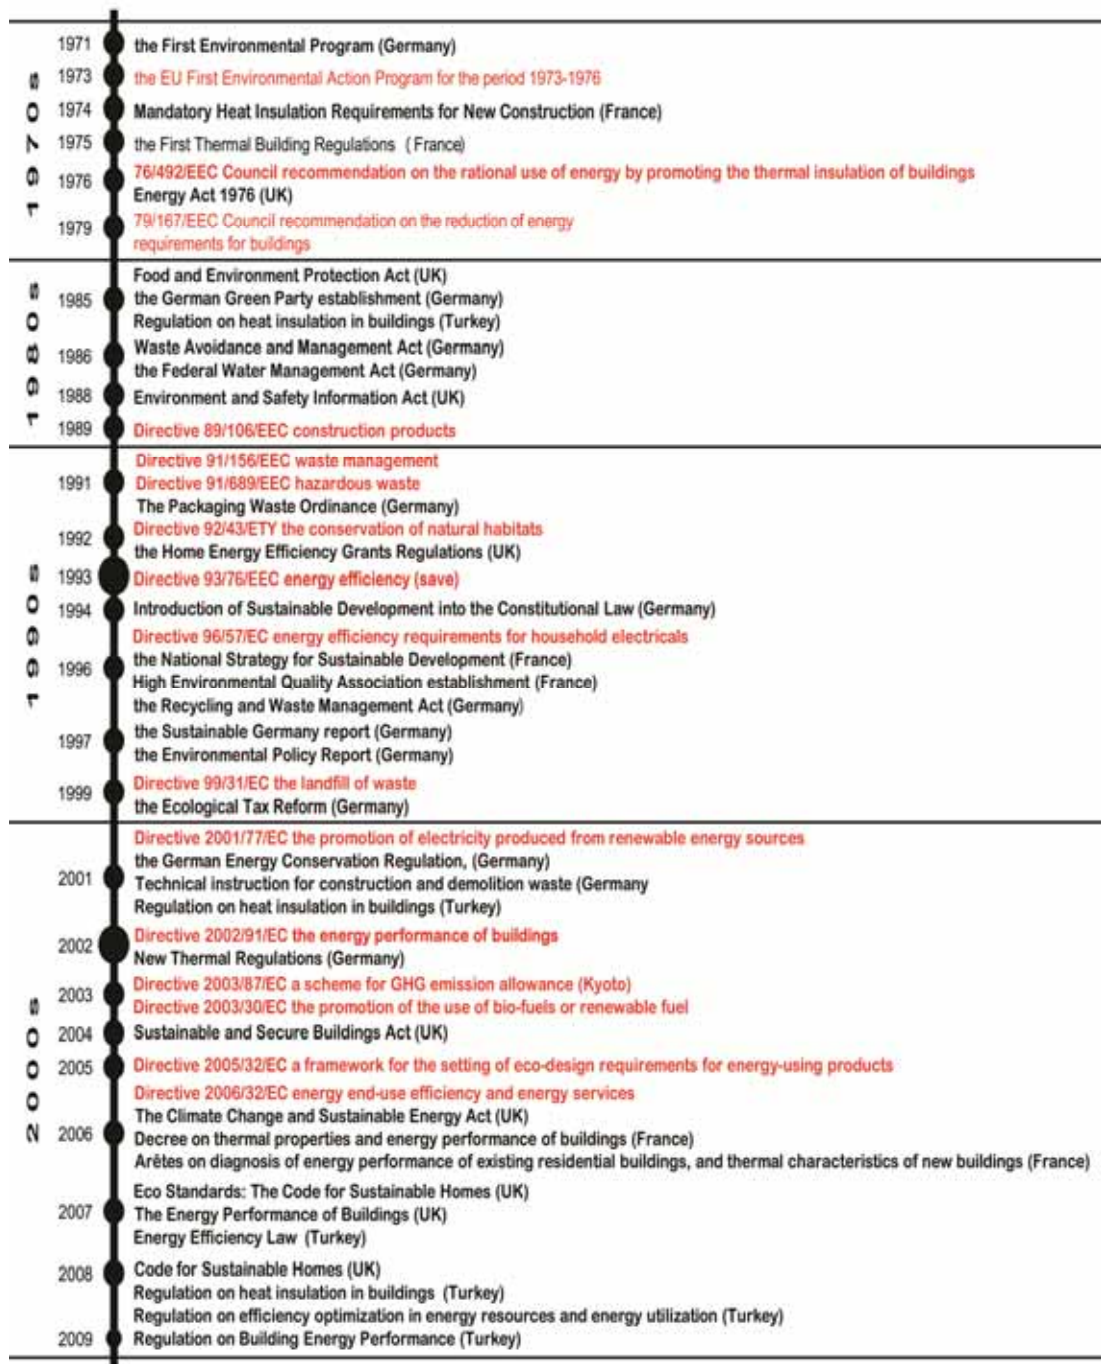 1970s
1971 the First Environmental Program (Germany)
1973 the EU First Environmental Action Program for the period 1973-1976
1974 Mandatory Heat Insulation Requirements for New Construction (France)
1975 the First Thermal Building Regulations (France)
1976 76/492/EEC Council recommendation on the rational use of energy by promoting the thermal insulation of buildings
Energy Act 1976 (UK)
1979 79/167/EEC Council recommendation on the reduction of energy
requirements for buildings
1980s
Food and Environment Protection Act (UK)
1985 the German Green Party establishment (Germany)
Regulation on heat insulation in buildings (Turkey)
1986 Waste Avoidance and Management Act (Germany)
the Federal Water Management Act (Germany)
1988 Environment and Safety Information Act (UK)
1989 Directive 89/106/EEC construction products
1990s
Directive 91/156/EEC waste management
1991 Directive 91/689/EEC hazardous waste
The Packaging Waste Ordinance (Germany)
1992 Directive 92/43/ETY the conservation of natural habitats
the Home Energy Efficiency Grants Regulations (UK)
1993 Directive 93/76/EEC energy efficiency (save)
1994 Introduction of Sustainable Development into the Constitutional Law (Germany)
Directive 96/57/EC energy efficiency requirements for household electricals
1996 the National Strategy for Sustainable Development (France)
High Environmental Quality Association establishment (France)
the Recycling and Waste Management Act (Germany)
1997 the Sustainable Germany report (Germany)
the Environmental Policy Report (Germany)
1999 Directive 99/31/EC the landfill of waste
the Ecological Tax Reform (Germany)
2000s
Directive 2001/77/EC the promotion of electricity produced from renewable energy sources
the German Energy Conservation Regulation, (Germany)
2001 Technical instruction for construction and demolition waste (Germany
Regulation on heat insulation in buildings (Turkey)
2002 Directive 2002/91/EC the energy performance of buildings
New Thermal Regulations (Germany)
2003 Directive 2003/87/EC a scheme for GHG emission allowance (Kyoto)
Directive 2003/30/EC the promotion of the use of bio-fuels or renewable fuel
2004 Sustainable and Secure Buildings Act (UK)
2005 Directive 2005/32/EC a framework for the setting of eco-design requirements for energy-using products
Directive 2006/32/EC energy end-use efficiency and energy services
The Climate Change and Sustainable Energy Act (UK)
2006 Decree on thermal properties and energy performance of buildings (France)
Arêtes on diagnosis of energy performance of existing residential buildings, and thermal characteristics of new buildings (France)
Eco Standards: The Code for Sustainable Homes (UK)
2007 The Energy Performance of Buildings (UK)
Energy Efficiency Law (Turkey)
2008 Code for Sustainable Homes (UK)
Regulation on heat insulation in buildings (Turkey)
Regulation on efficiency optimization in energy resources and energy utilization (Turkey)
2009 Regulation on Building Energy Performance (Turkey)